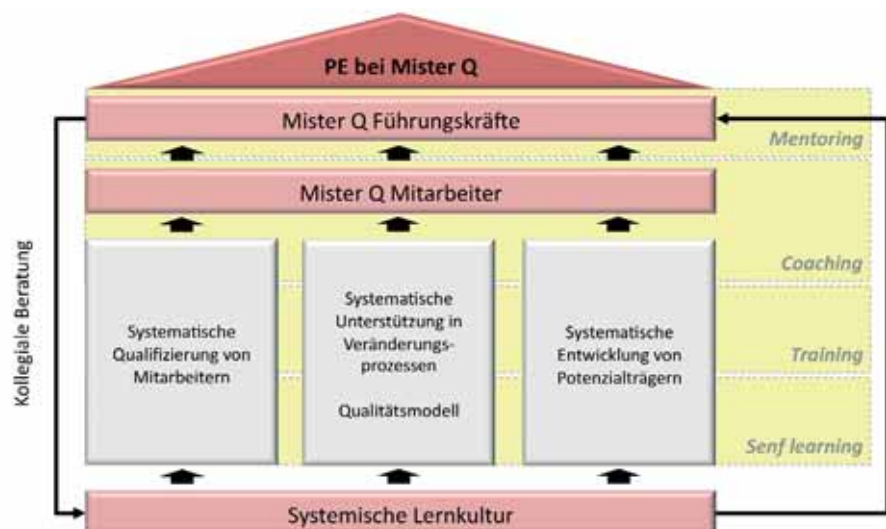 PE bei Mister Q
Mister Q Führungskräfte
Mentoring
Mister Q Mitarbeiter
Coaching
Kollegiale Beratung
Systematische
Qualifizierung von
Mitarbeitern
Systematische
Unterstützung in
Veränderungs-
prozessen
Qualitätsmodell
Systematische
Entwicklung von
Potenzialträgern
Training
Senf learning
Systemische Lernkultur